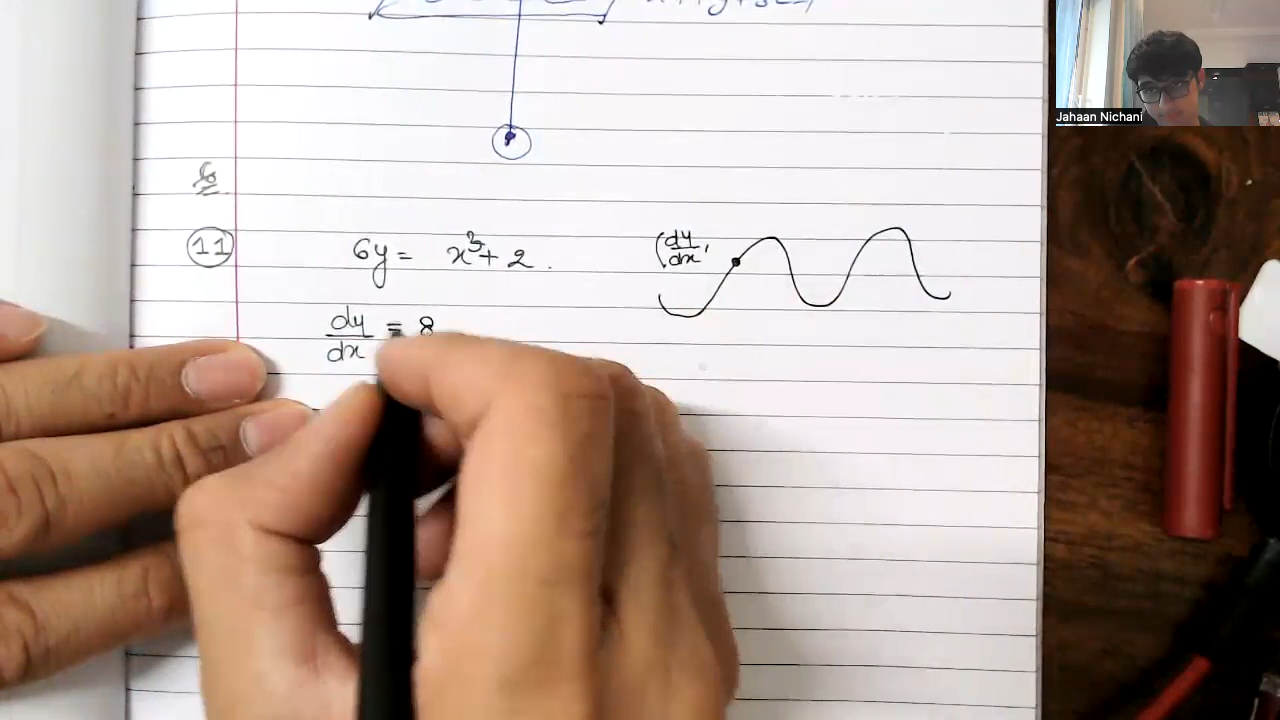 Jahaan Nichani
11
6y = x³ + 2.
(dy/dx,
dy/dx = 8